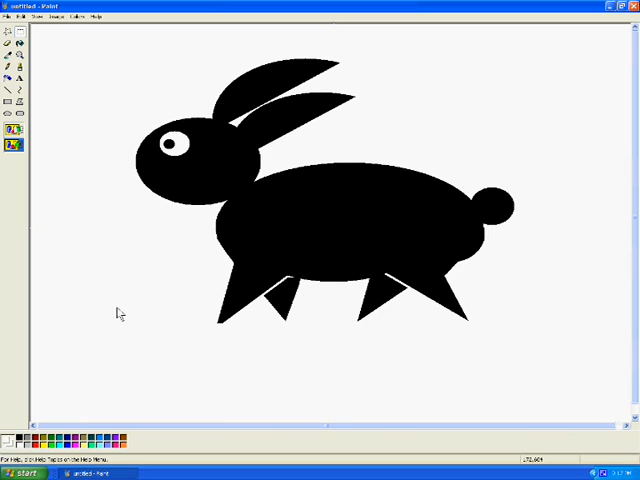 untitled - Paint
File Edit View Image Colors Help
For Help, click Help Topics on the Help Menu.
start
untitled - Paint